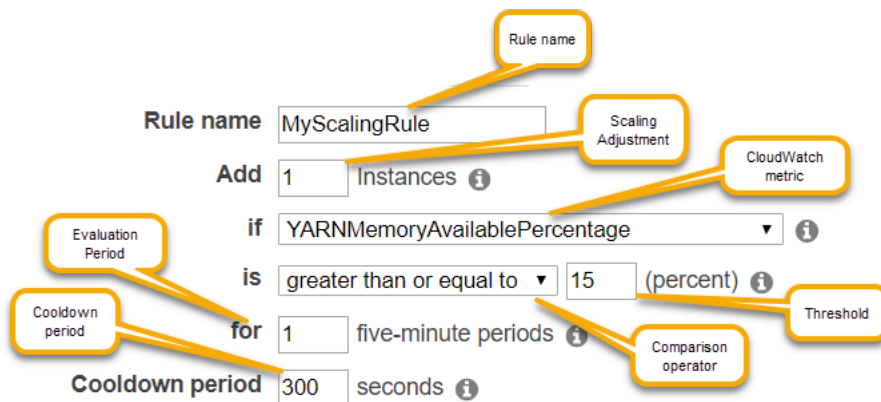 Rule name
Rule name MyScalingRule
Scaling
Adjustment
Add 1 Instances
CloudWatch
metric
if YARNMemoryAvailablePercentage
Evaluation
Period
is greater than or equal to 15 (percent)
Threshold
Cooldown
period
for 1 five-minute periods
Comparison
operator
Cooldown period 300 seconds